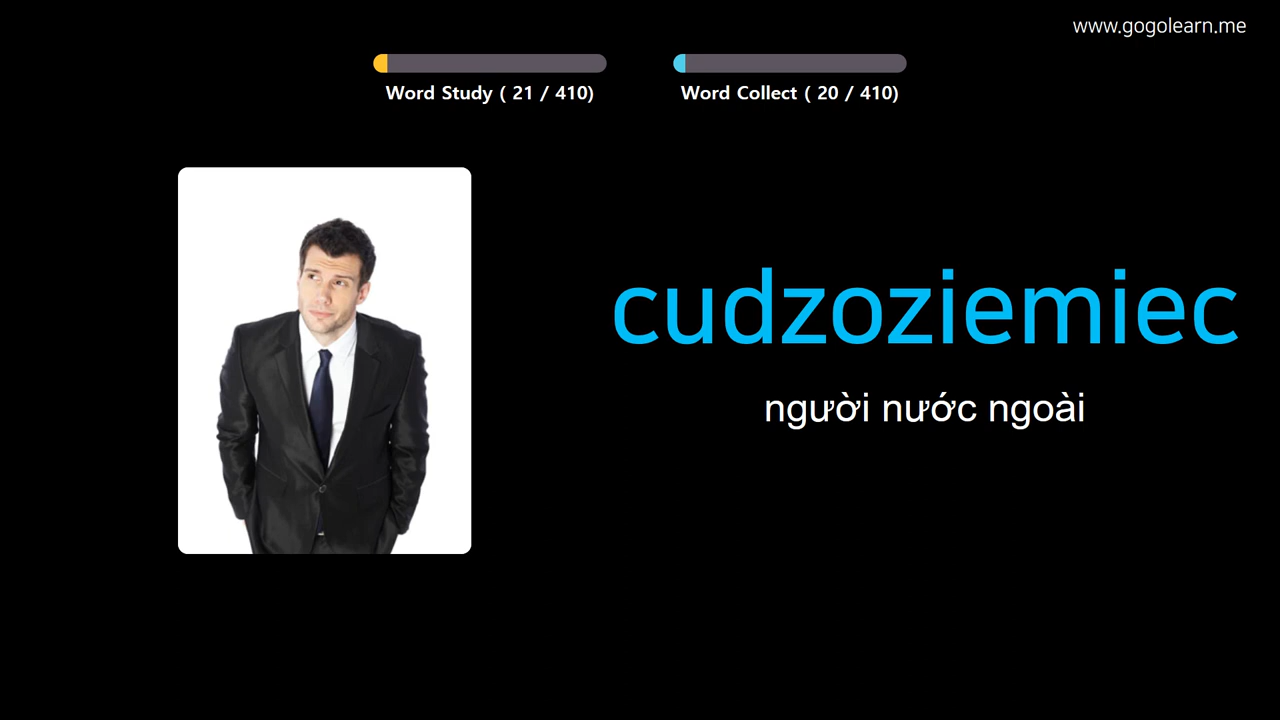 www.gogolearn.me
Word Study ( 21 / 410)
Word Collect ( 20 / 410)
cudzoziemiec
người nước ngoài